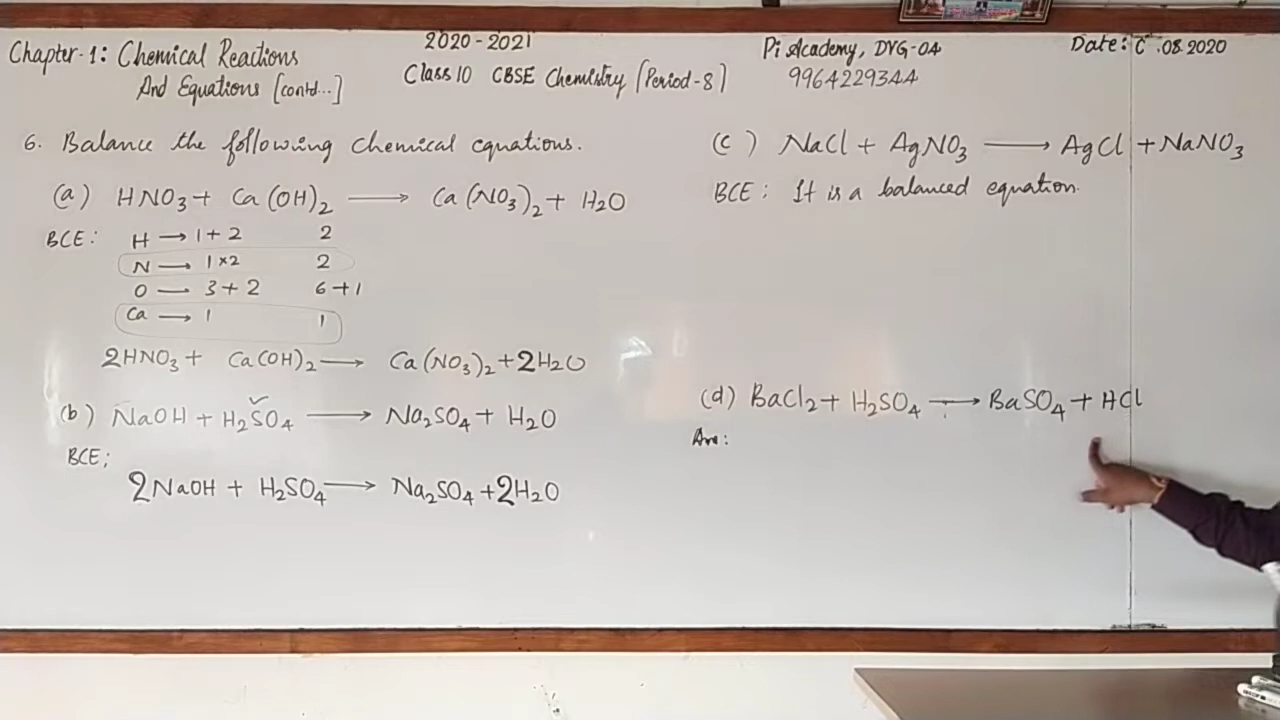 Chapter-1: Chemical Reactions
And Equations [contd...]
2020-2021
Class 10 CBSE Chemistry (Period-8)
Pi Academy, DVG-04
9964229344
Date: .08.2020
6. Balance the following chemical equations.
(a) HNO₃ + Ca(OH)₂ ⟶ Ca(NO₃)₂ + H₂O
BCE: H → 1+2 2
N — 1×2 2
O — 3+2 6+1
Ca → 1 1
2HNO₃ + Ca(OH)₂ ⟶ Ca(NO₃)₂ + 2H₂O
(b) NaOH + H₂SO₄ ⟶ Na₂SO₄ + H₂O
BCE;
2NaOH + H₂SO₄ ⟶ Na₂SO₄ + 2H₂O
(c) NaCl + AgNO₃ ⟶ AgCl + NaNO₃
BCE: It is a balanced equation.
(d) BaCl₂ + H₂SO₄ ⟶ BaSO₄ + HCl
Ans: